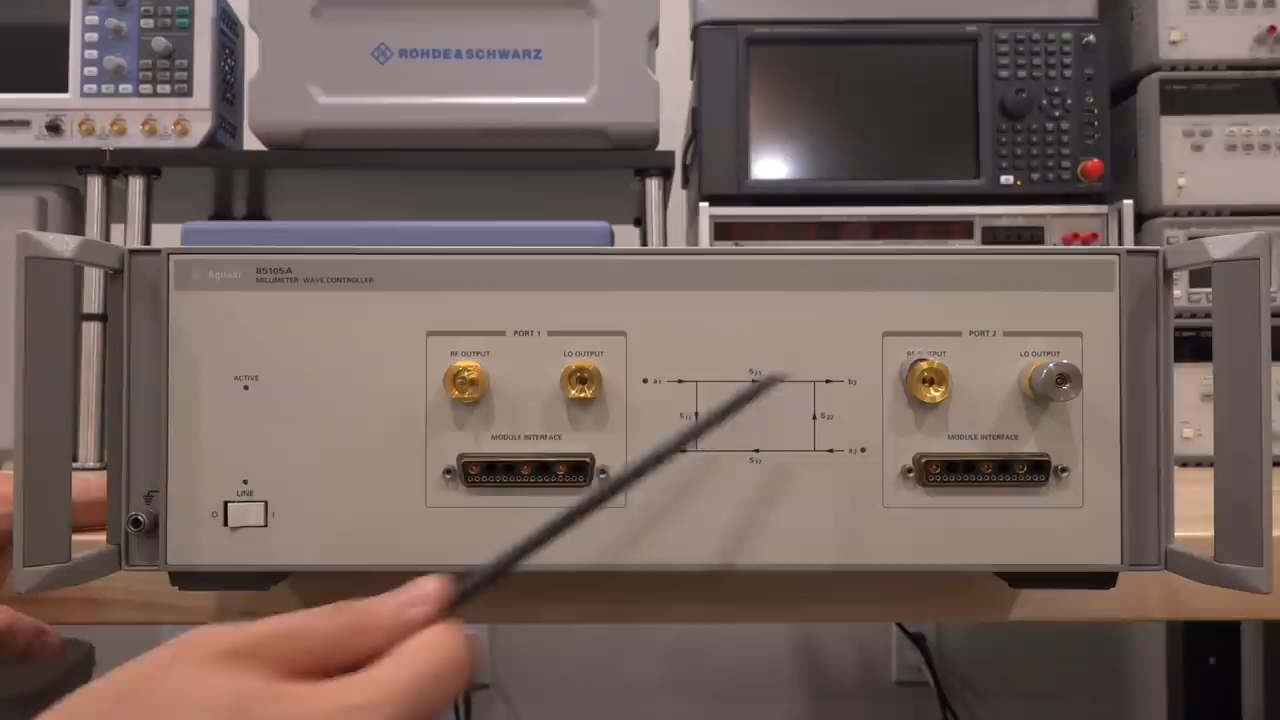 ROHDE&SCHWARZ
Agilent
85105A
MILLIMETER-WAVE CONTROLLER
PORT 1
PORT 2
RF OUTPUT
LO OUTPUT
LO OUTPUT
ACTIVE
a₁
S₂₁
b₂
S₁₁
S₂₂
MODULE INTERFACE
MODULE INTERFACE
S₁₂
a₂
LINE
O
I